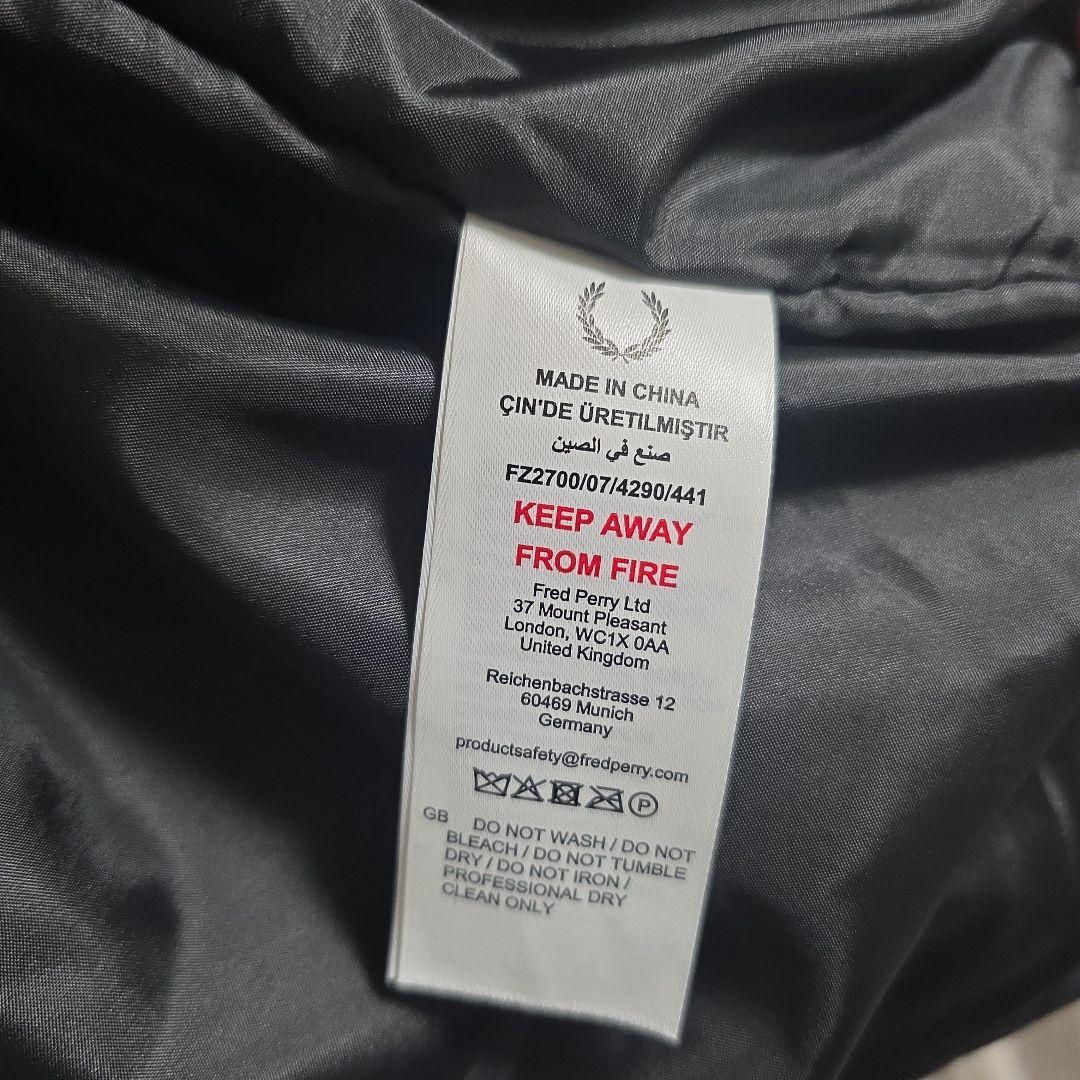 MADE IN CHINA
ÇIN'DE ÜRETILMIŞTIR
صنع في الصين
FZ2700/07/4290/441
KEEP AWAY
FROM FIRE
Fred Perry Ltd
37 Mount Pleasant
London, WC1X 0AA
United Kingdom
Reichenbachstrasse 12
60469 Munich
Germany
productsafety@fredperry.com
P
GB DO NOT WASH / DO NOT
BLEACH / DO NOT TUMBLE
DRY / DO NOT IRON /
PROFESSIONAL DRY
CLEAN ONLY